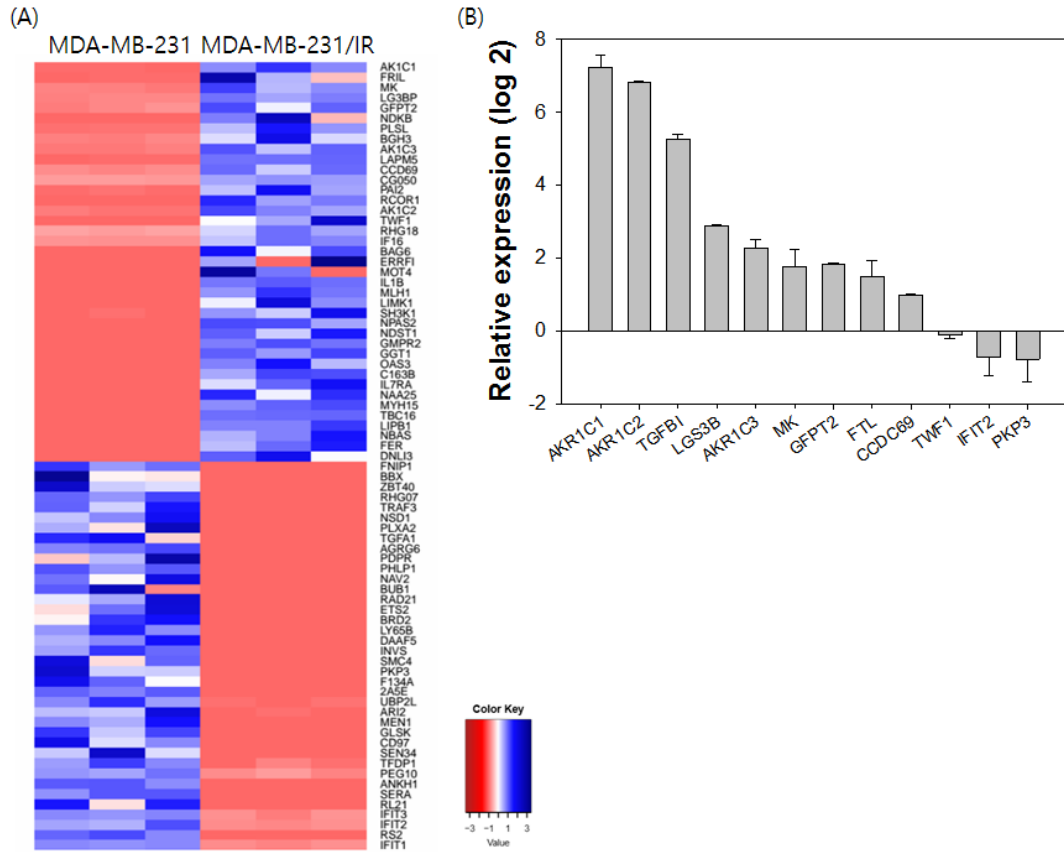 (A)
MDA-MB-231 MDA-MB-231/IR
AK1C1
FRIL
MK
LG3BP
GFPT2
NDKB
PLSL
BGH3
AK1C3
LAPM5
CCD69
CG050
PAI2
RCOR1
AK1C2
TWF1
RHG18
IF16
BAG6
ERRFI
MOT4
IL1B
MLH1
LIMK1
SH3K1
NPAS2
NDST1
GMPR2
GGT1
OAS3
C163B
IL7RA
NAA25
MYH15
TBC16
LIPB1
NBAS
FER
DNLI3
FNIP1
BBX
ZBT40
RHG07
TRAF3
NSD1
PLXA2
TGFA1
AGRG6
PDPR
PHLP1
NAV2
BUB1
RAD21
ETS2
BRD2
LY65B
DAAF5
INVS
SMC4
PKP3
F134A
2A5E
UBP2L
ARI2
MEN1
GLSK
CD97
SEN34
TFDP1
PEG10
ANKH1
SERA
RL21
IFIT3
IFIT2
RS2
IFIT1
Color Key
−3 −1 1 3
Value
(B)
Relative expression (log 2)
8
6
4
2
0
-2
AKR1C1
AKR1C2
TGFB1
LGS3B
AKR1C3
MK
GFPT2
FTL
CCDC69
TWF1
IFIT2
PKP3